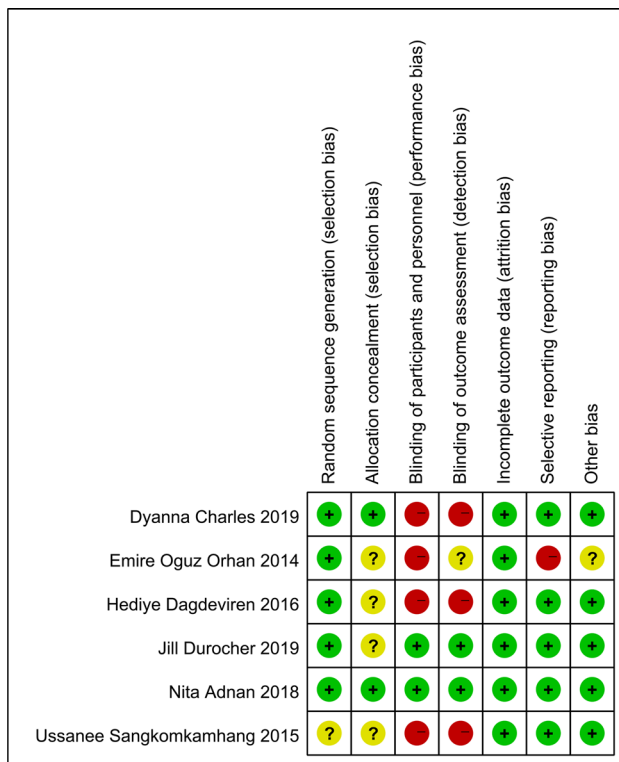 Random sequence generation (selection bias)
Allocation concealment (selection bias)
Blinding of participants and personnel (performance bias)
Blinding of outcome assessment (detection bias)
Incomplete outcome data (attrition bias)
Selective reporting (reporting bias)
Other bias
Dyanna Charles 2019 + + - - + + +
Emire Oguz Orhan 2014 + ? - ? + - ?
Hediye Dagdeviren 2016 + ? - - + + +
Jill Durocher 2019 + ? + + + + +
Nita Adnan 2018 + + + + + + +
Ussanee Sangkomkamhang 2015 ? ? - - + + +